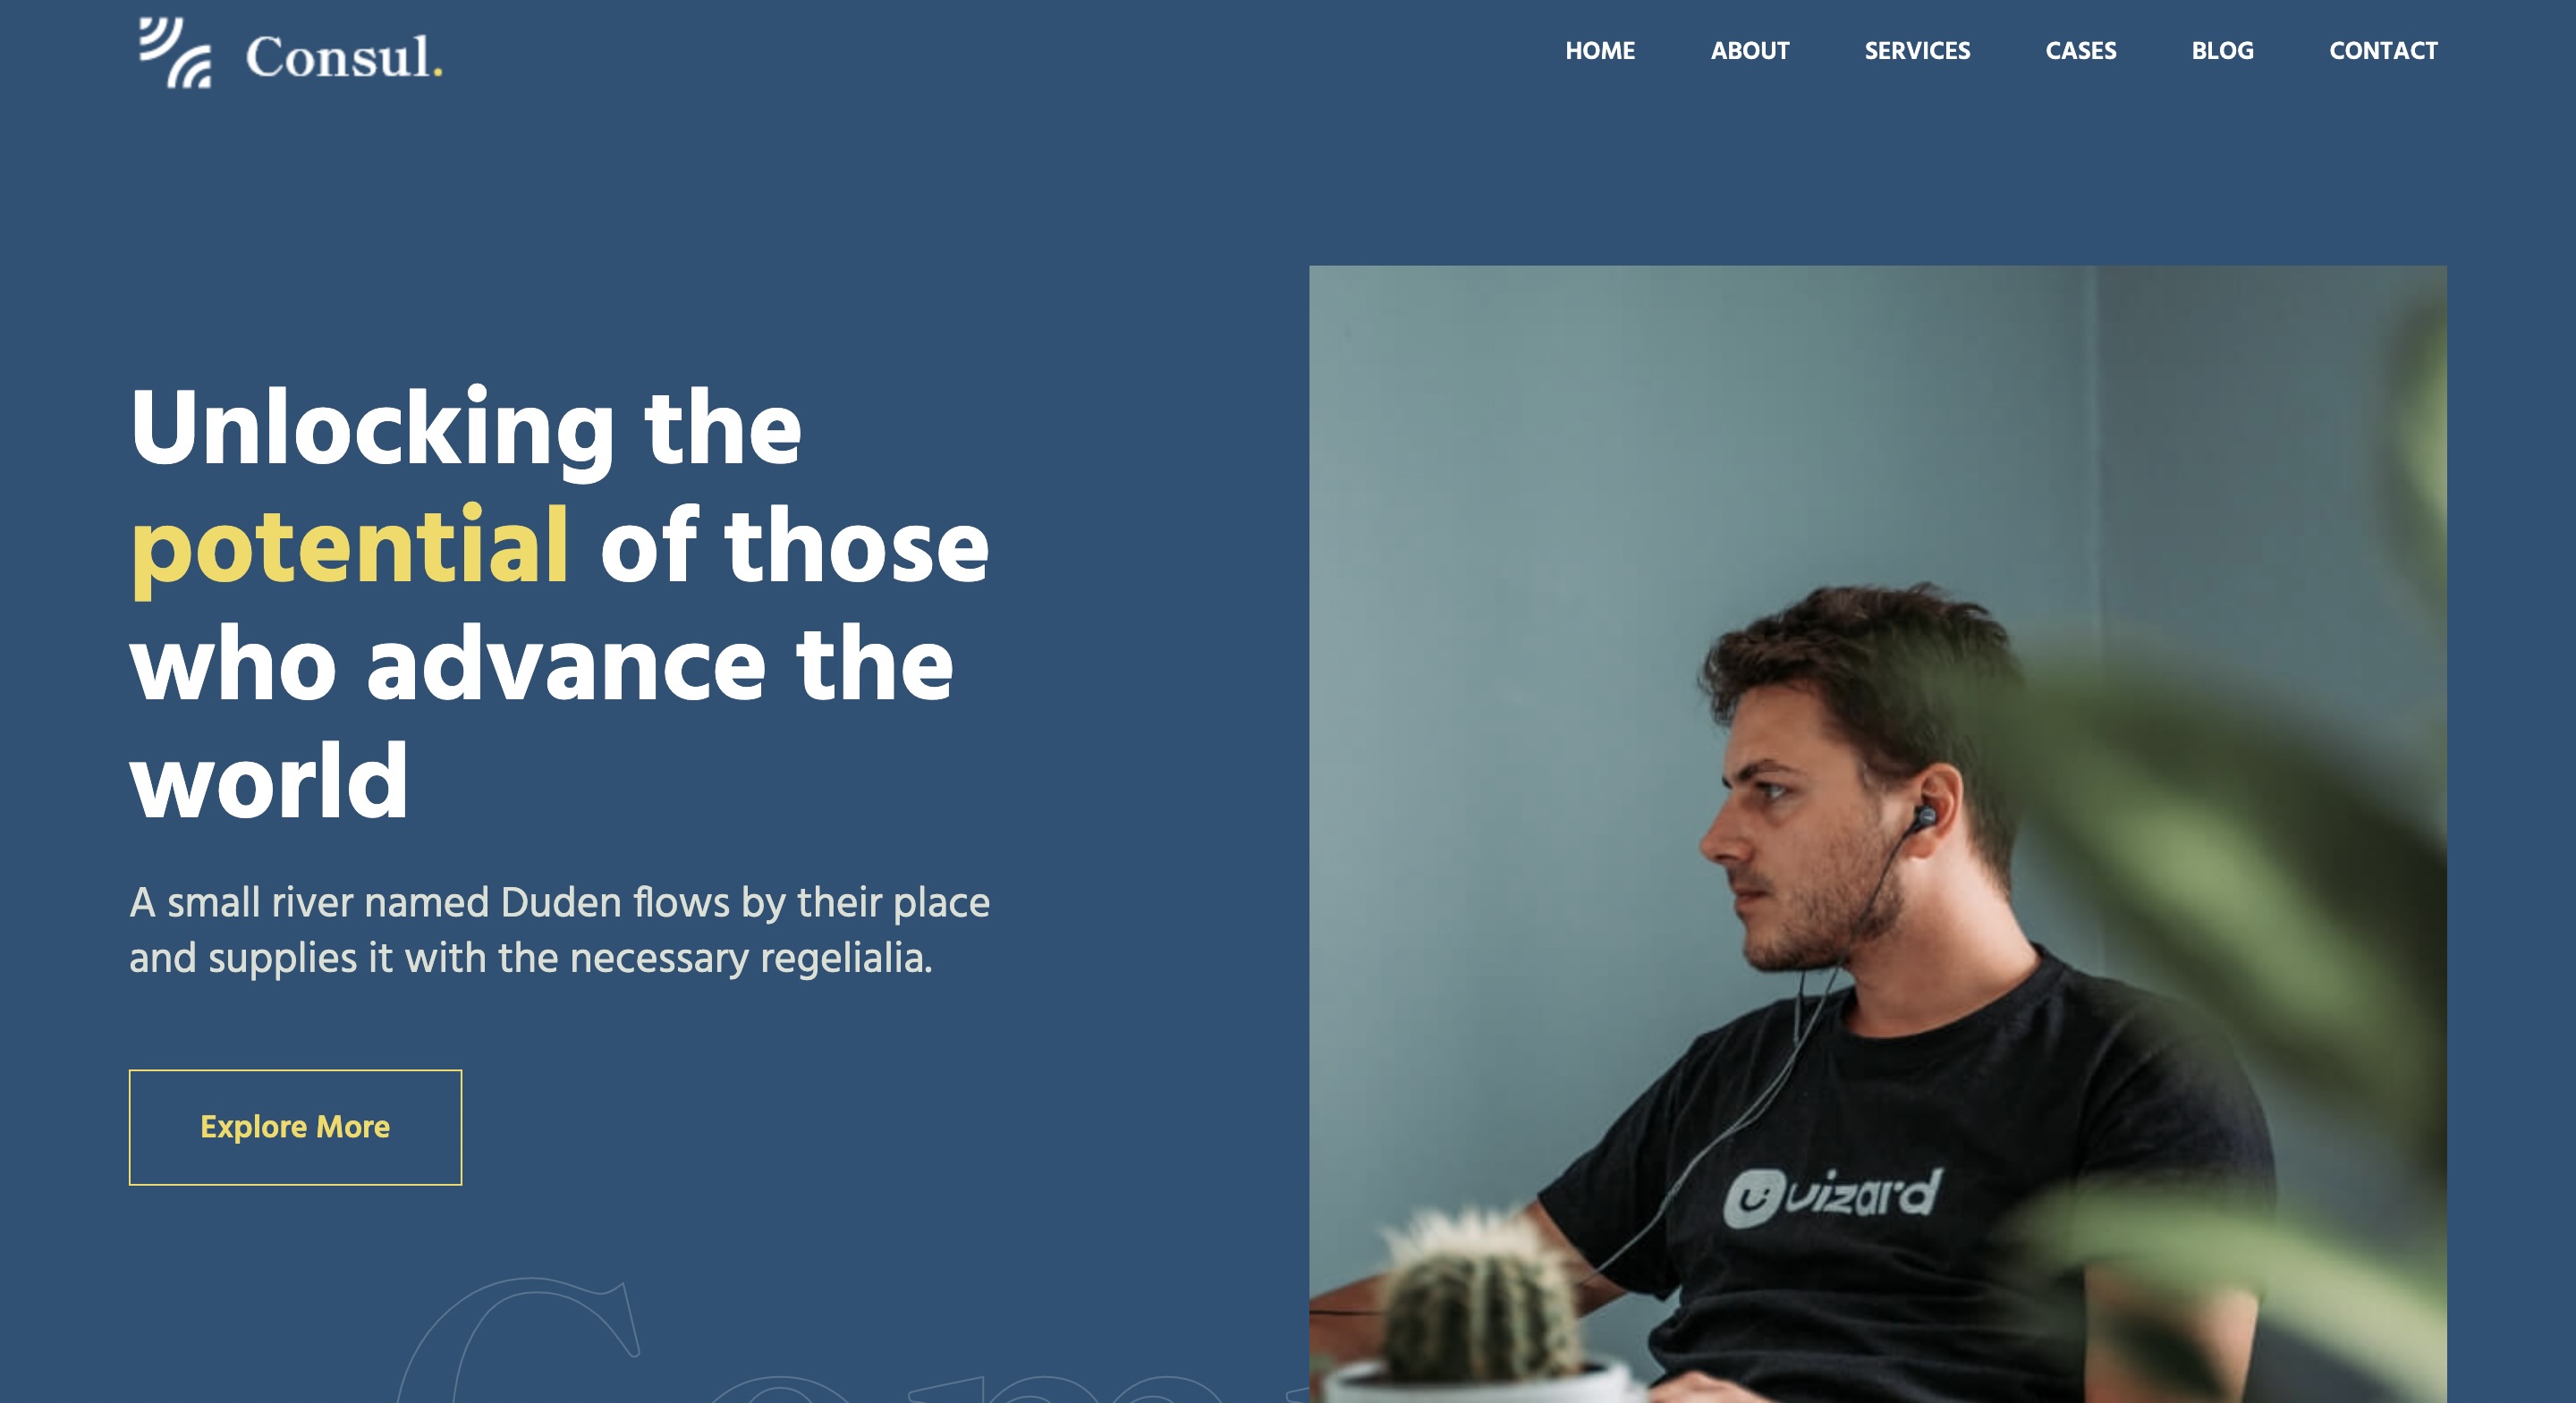 Consul.
HOME ABOUT SERVICES CASES BLOG CONTACT
Unlocking the
potential of those
who advance the
world
A small river named Duden flows by their place
and supplies it with the necessary regelialia.
Explore More
vizard